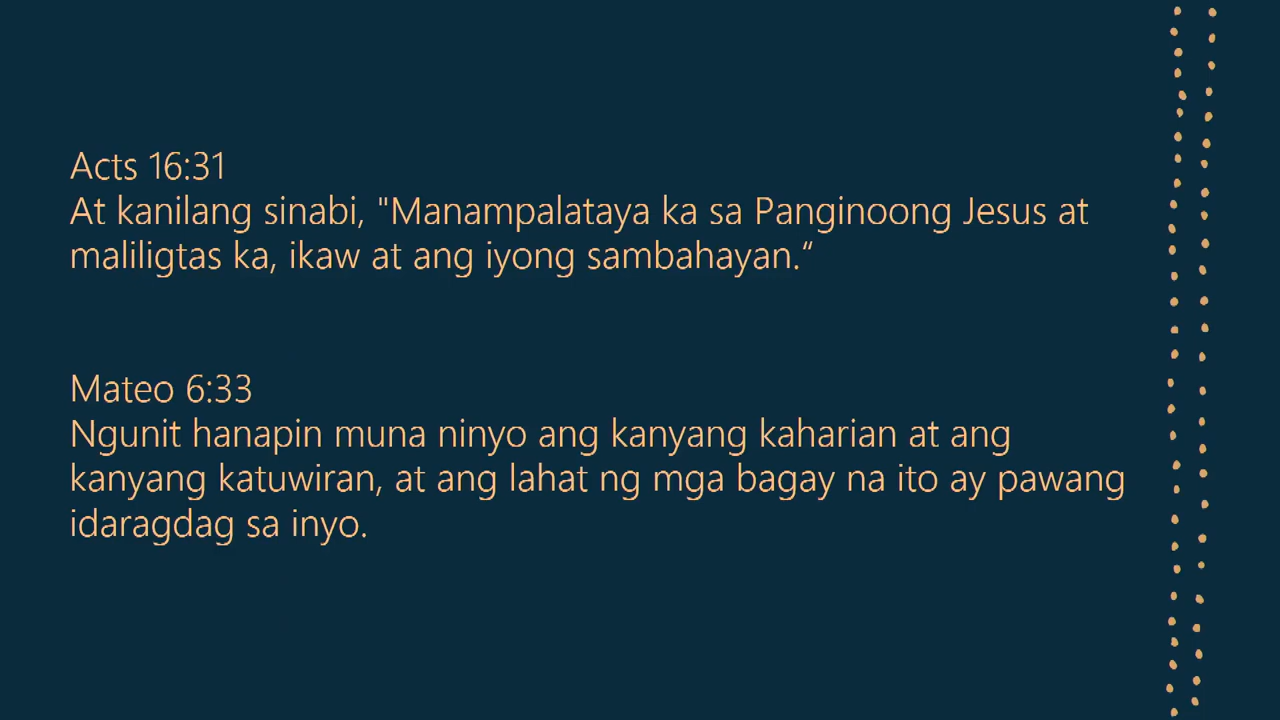 Acts 16:31
At kanilang sinabi, "Manampalataya ka sa Panginoong Jesus at
maliligtas ka, ikaw at ang iyong sambahayan.“
Mateo 6:33
Ngunit hanapin muna ninyo ang kanyang kaharian at ang
kanyang katuwiran, at ang lahat ng mga bagay na ito ay pawang
idaragdag sa inyo.